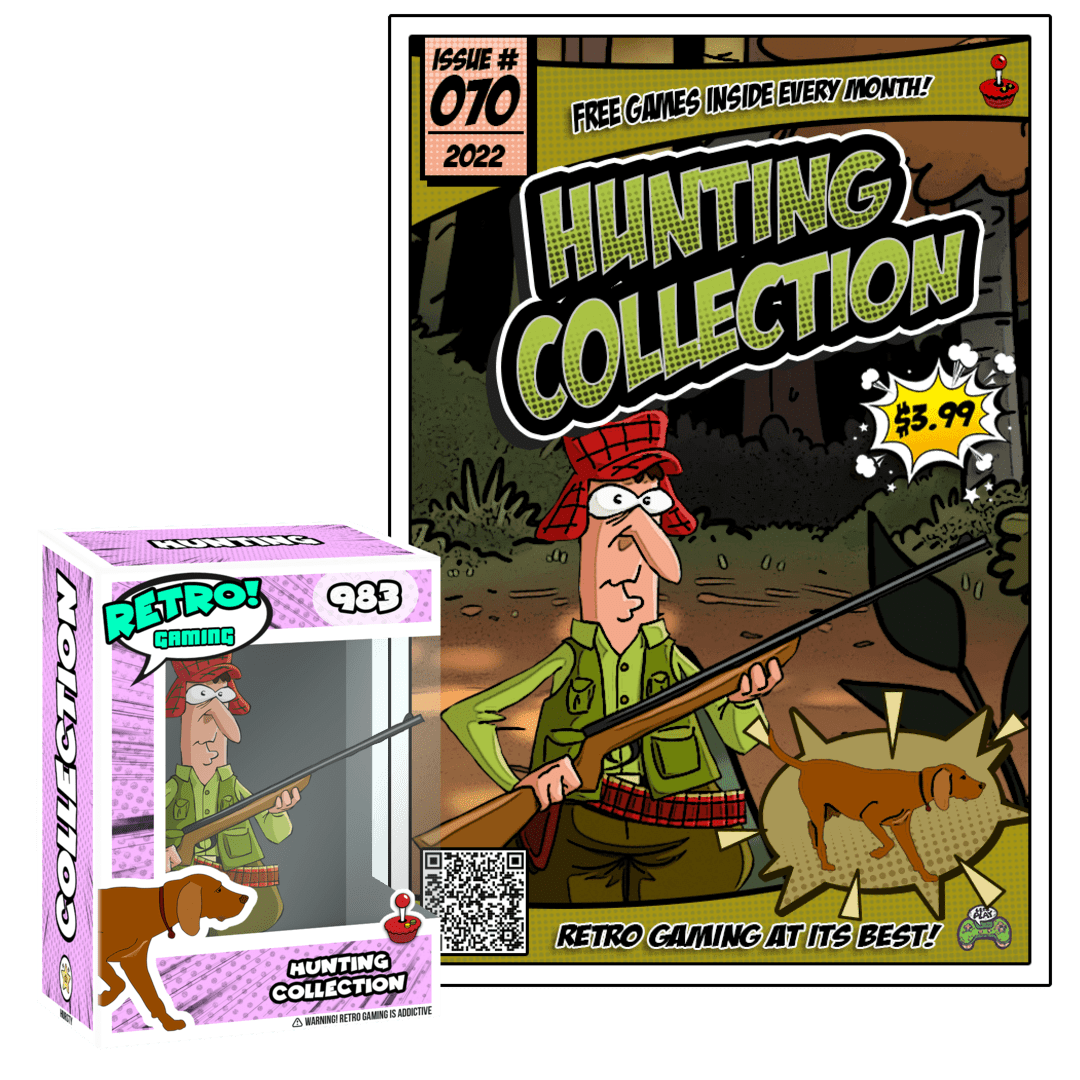 ISSUE #
070
2022
FREE GAMES INSIDE EVERY MONTH!
HUNTING
COLLECTION
$3.99
RETRO GAMING AT ITS BEST!
HUNTING
RETRO!
GAMING
983
COLLECTION
HUNTING
COLLECTION
⚠ WARNING! RETRO GAMING IS ADDICTIVE